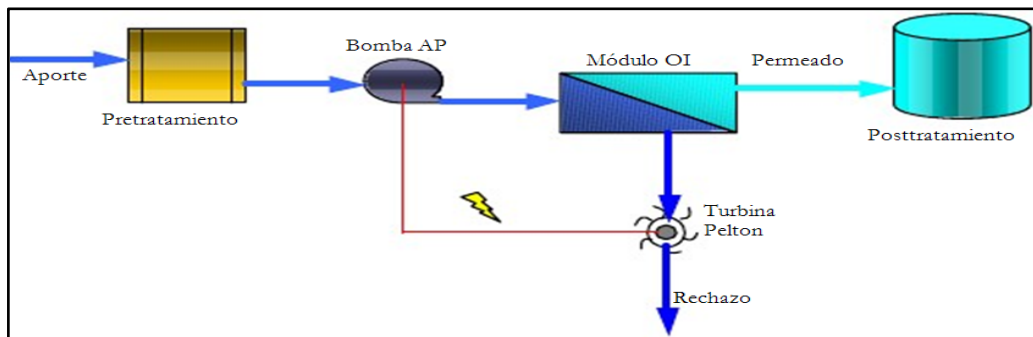 Aporte
Pretratamiento
Bomba AP
Módulo OI
Permeado
Posttratamiento
Turbina
Pelton
Rechazo